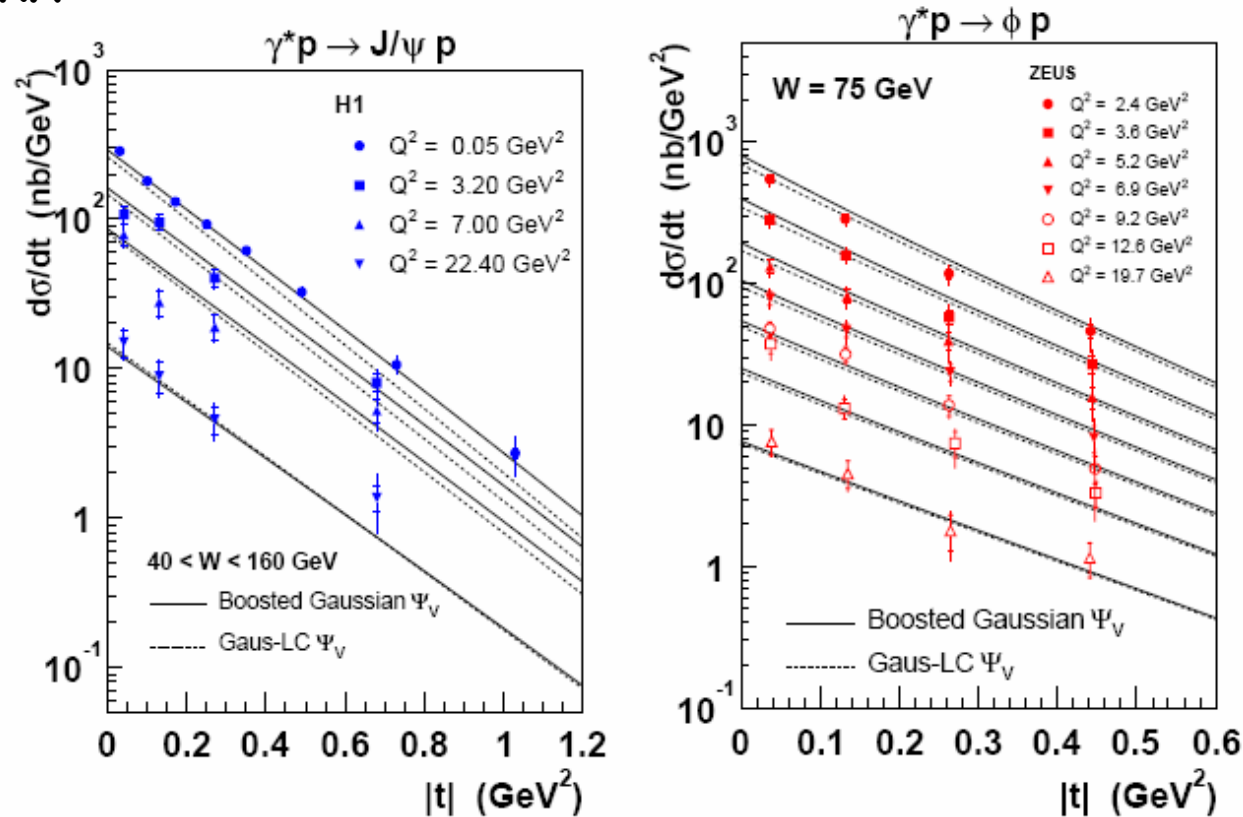 γ*p → J/ψ p
dσ/dt (nb/GeV²)
10³
10²
10
1
10⁻¹
H1
Q² = 0.05 GeV²
Q² = 3.20 GeV²
Q² = 7.00 GeV²
Q² = 22.40 GeV²
40 < W < 160 GeV
Boosted Gaussian Ψ_V
Gaus-LC Ψ_V
0 0.2 0.4 0.6 0.8 1 1.2
|t| (GeV²)
γ*p → ϕ p
dσ/dt (nb/GeV²)
10³
10²
10
1
10⁻¹
W = 75 GeV
ZEUS
Q² = 2.4 GeV²
Q² = 3.6 GeV²
Q² = 5.2 GeV²
Q² = 6.9 GeV²
Q² = 9.2 GeV²
Q² = 12.6 GeV²
Q² = 19.7 GeV²
Boosted Gaussian Ψ_V
Gaus-LC Ψ_V
0 0.1 0.2 0.3 0.4 0.5 0.6
|t| (GeV²)